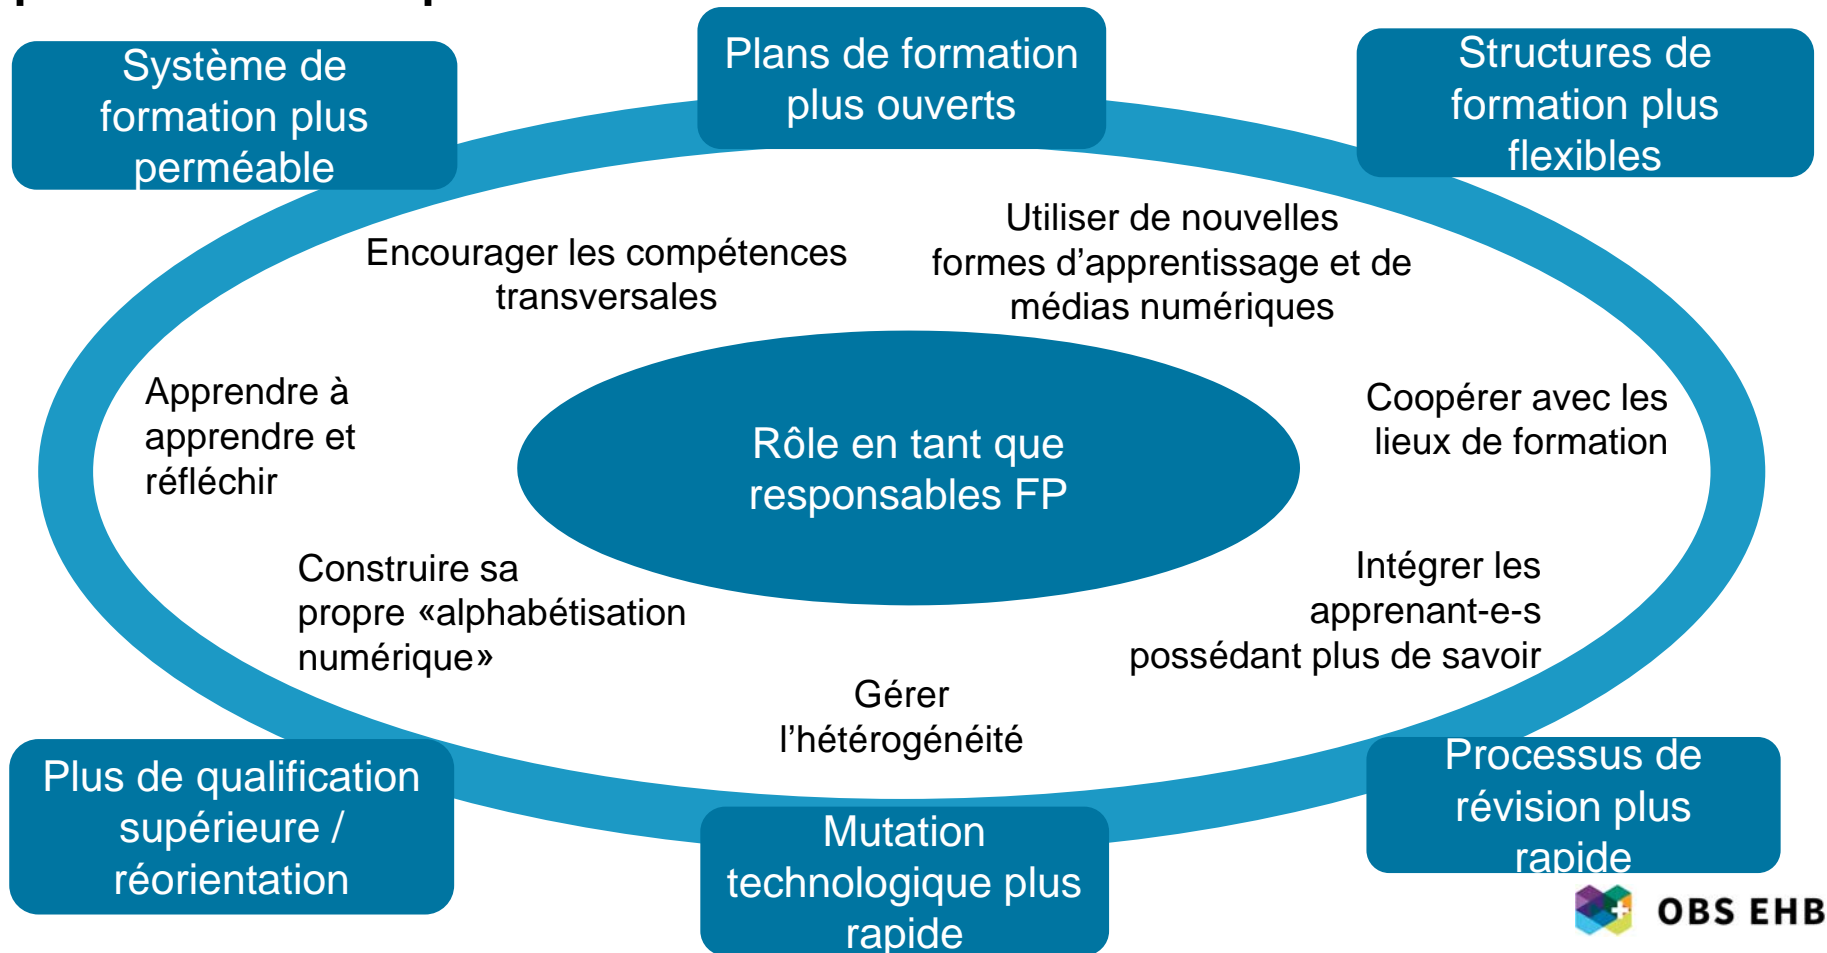 Système de
formation plus
perméable
Plans de formation
plus ouverts
Structures de
formation plus
flexibles
Encourager les compétences
transversales
Utiliser de nouvelles
formes d’apprentissage et de
médias numériques
Apprendre à
apprendre et
réfléchir
Rôle en tant que
responsables FP
Coopérer avec les
lieux de formation
Construire sa
propre «alphabétisation
numérique»
Intégrer les
apprenant-e-s
possédant plus de savoir
Gérer
l’hétérogénéité
Plus de qualification
supérieure /
réorientation
Mutation
technologique plus
rapide
Processus de
révision plus
rapide
OBS EHB